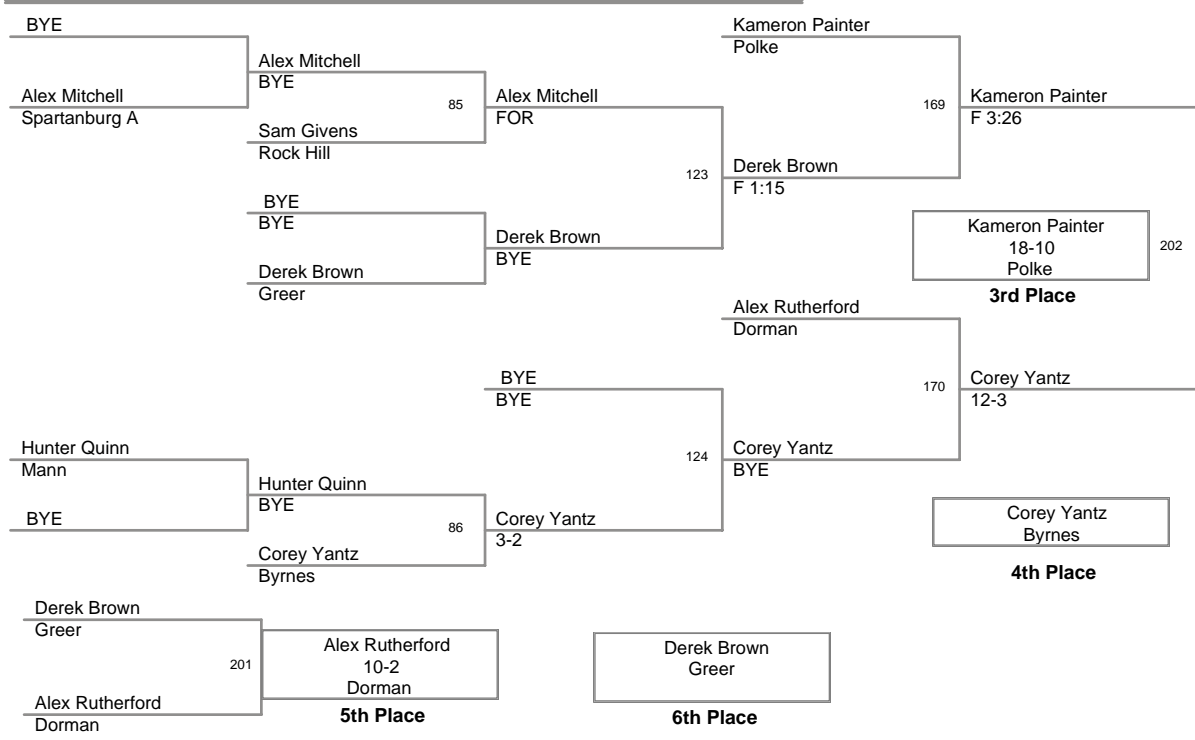 BYE
Alex Mitchell
Spartanburg A
Alex Mitchell
BYE
85
Sam Givens
Rock Hill
BYE
BYE
Derek Brown
Greer
Alex Mitchell
FOR
123
Derek Brown
BYE
Kameron Painter
Polke
169
Derek Brown
F 1:15
Kameron Painter
F 3:26
Kameron Painter
18-10
Polke
202
3rd Place
Alex Rutherford
Dorman
BYE
BYE
170
Corey Yantz
12-3
Hunter Quinn
Mann
BYE
Hunter Quinn
BYE
86
Corey Yantz
Byrnes
Corey Yantz
3-2
124
Corey Yantz
BYE
Corey Yantz
Byrnes
4th Place
Derek Brown
Greer
201
Alex Rutherford
Dorman
Alex Rutherford
10-2
Dorman
5th Place
Derek Brown
Greer
6th Place